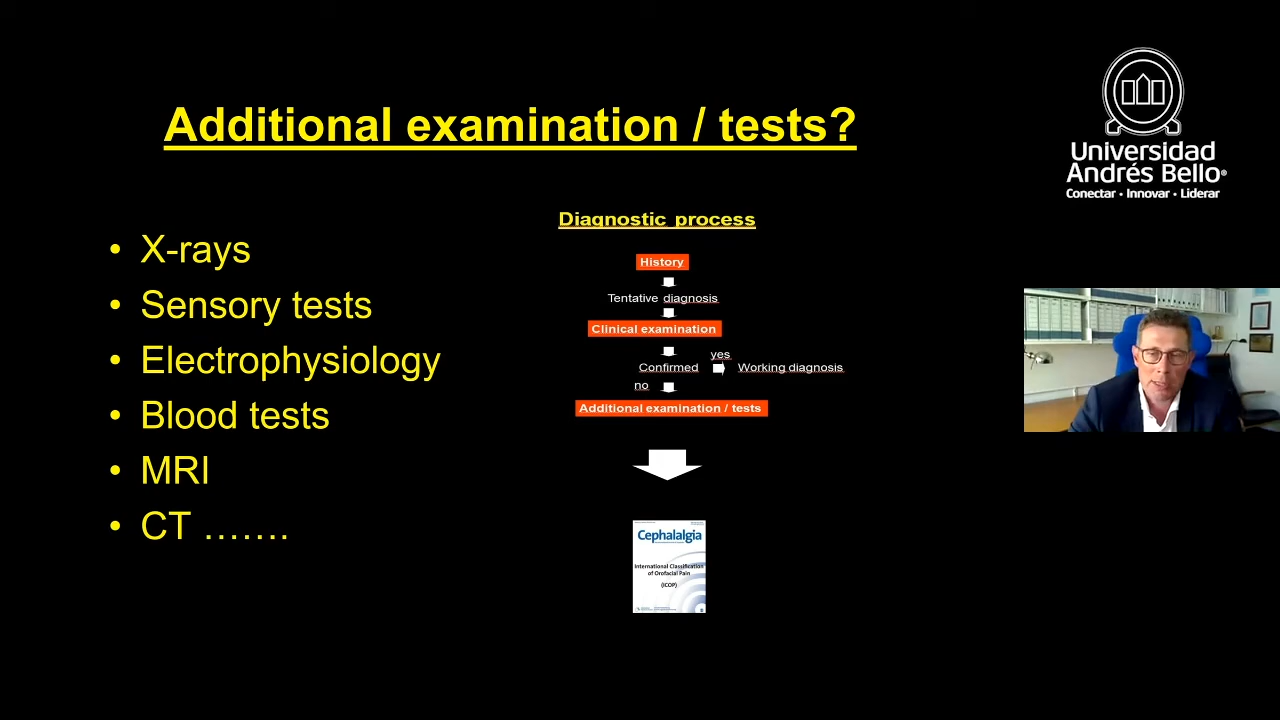 Additional examination / tests?
Universidad
Andrés Bello®
Conectar • Innovar • Liderar
• X-rays
• Sensory tests
• Electrophysiology
• Blood tests
• MRI
• CT .......
Diagnostic process
History
Tentative diagnosis
Clinical examination
yes
Confirmed
Working diagnosis
no
Additional examination / tests
Cephalalgia
International Classification
of Orofacial Pain
(ICOP)